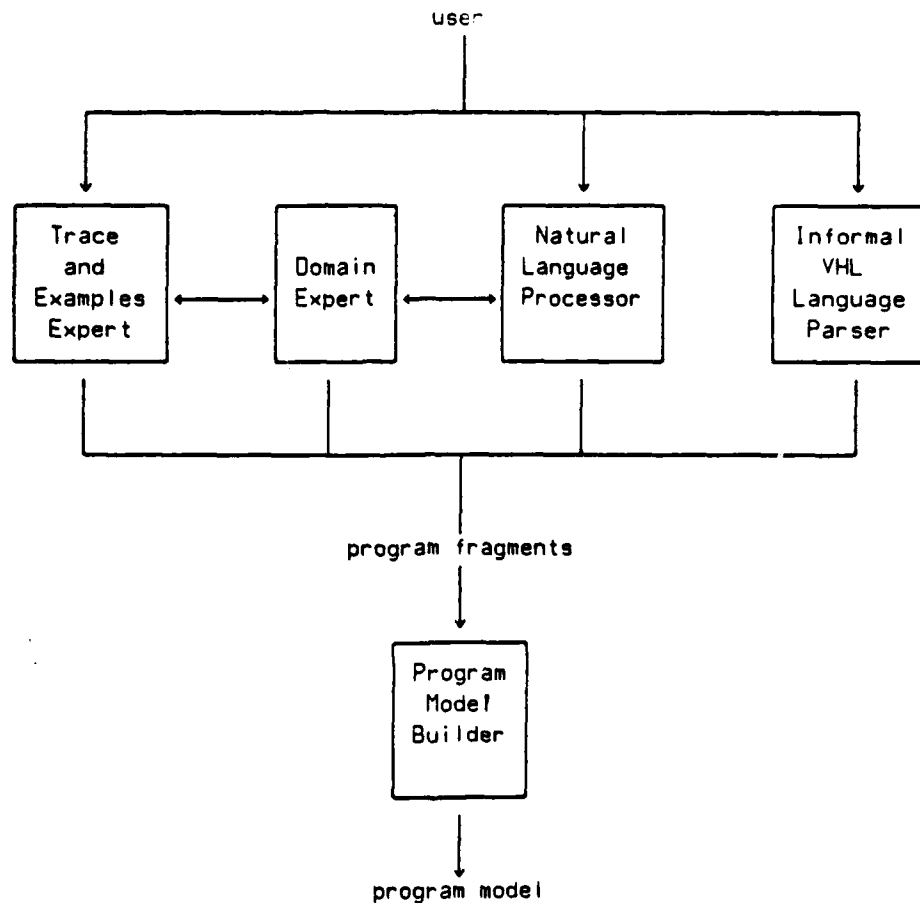 user
Trace
and
Examples
Expert
Domain
Expert
Natural
Language
Processor
Informal
VHL
Language
Parser
program fragments
Program
Model
Builder
program model